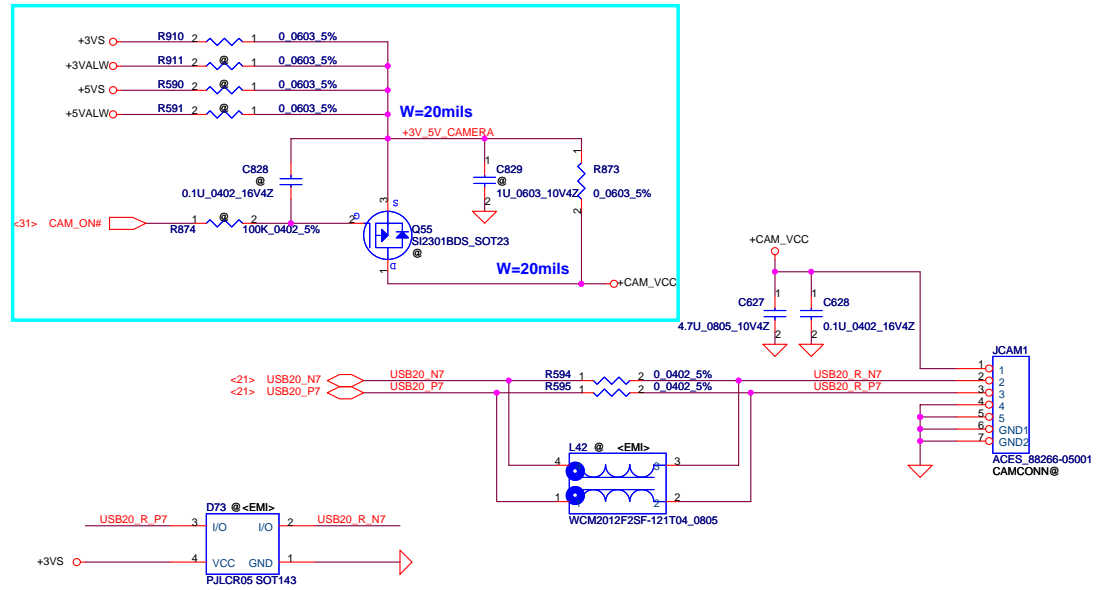 +3VS R910 2 1 0_0603_5%
+3VALW R911 2 @ 1 0_0603_5%
+5VS R590 2 @ 1 0_0603_5%
+5VALW R591 2 @ 1 0_0603_5%
W=20mils
+3V_5V_CAMERA
C828
@
0.1U_0402_16V4Z
1
C829
@
1U_0603_10V4Z
2
1
R873
0_0603_5%
2
<31> CAM_ON# 1 @ 2
R874 100K_0402_5%
3 S
2 G
Q55
SI2301BDS_SOT23
@
1 D
W=20mils
+CAM_VCC
+CAM_VCC
1
C627
4.7U_0805_10V4Z
2
1
C628
0.1U_0402_16V4Z
2
JCAM1
1 1
2 2
3 3
4 4
5 5
6 GND1
7 GND2
ACES_88266-05001
CAMCONN@
<21> USB20_N7 USB20_N7 R594 1 2 0_0402_5% USB20_R_N7
<21> USB20_P7 USB20_P7 R595 1 2 0_0402_5% USB20_R_P7
L42 @ <EMI>
4 3 3
1 2 2
WCM2012F2SF-121T04_0805
D73 @<EMI>
USB20_R_P7 3 I/O I/O 2 USB20_R_N7
+3VS 4 VCC GND 1
PJLCR05 SOT143